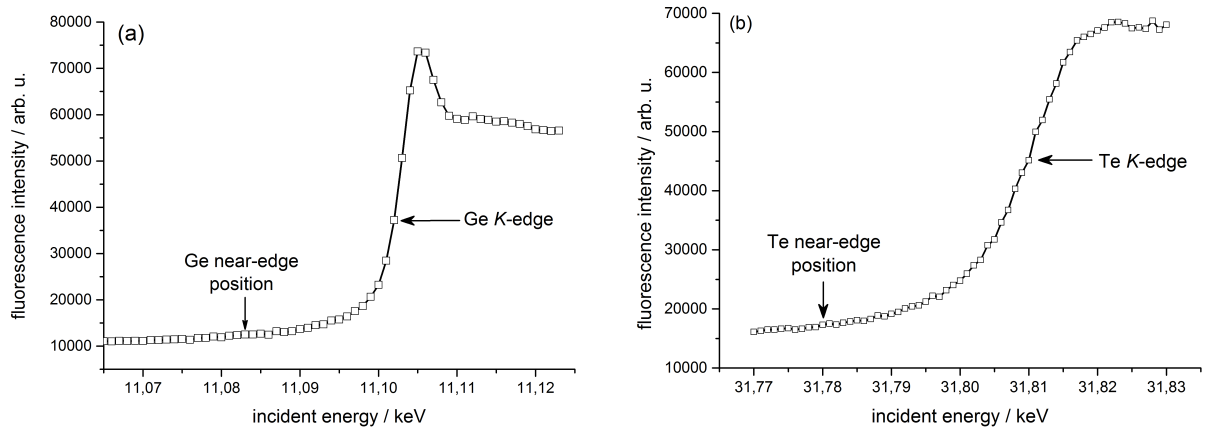 (a)
80000
70000
60000
50000
40000
30000
20000
10000
fluorescence intensity / arb. u.
Ge near-edge
position
Ge K-edge
11,07 11,08 11,09 11,10 11,11 11,12
incident energy / keV
(b)
70000
60000
50000
40000
30000
20000
10000
fluorescence intensity / arb. u.
Te near-edge
position
Te K-edge
31,77 31,78 31,79 31,80 31,81 31,82 31,83
incident energy / keV